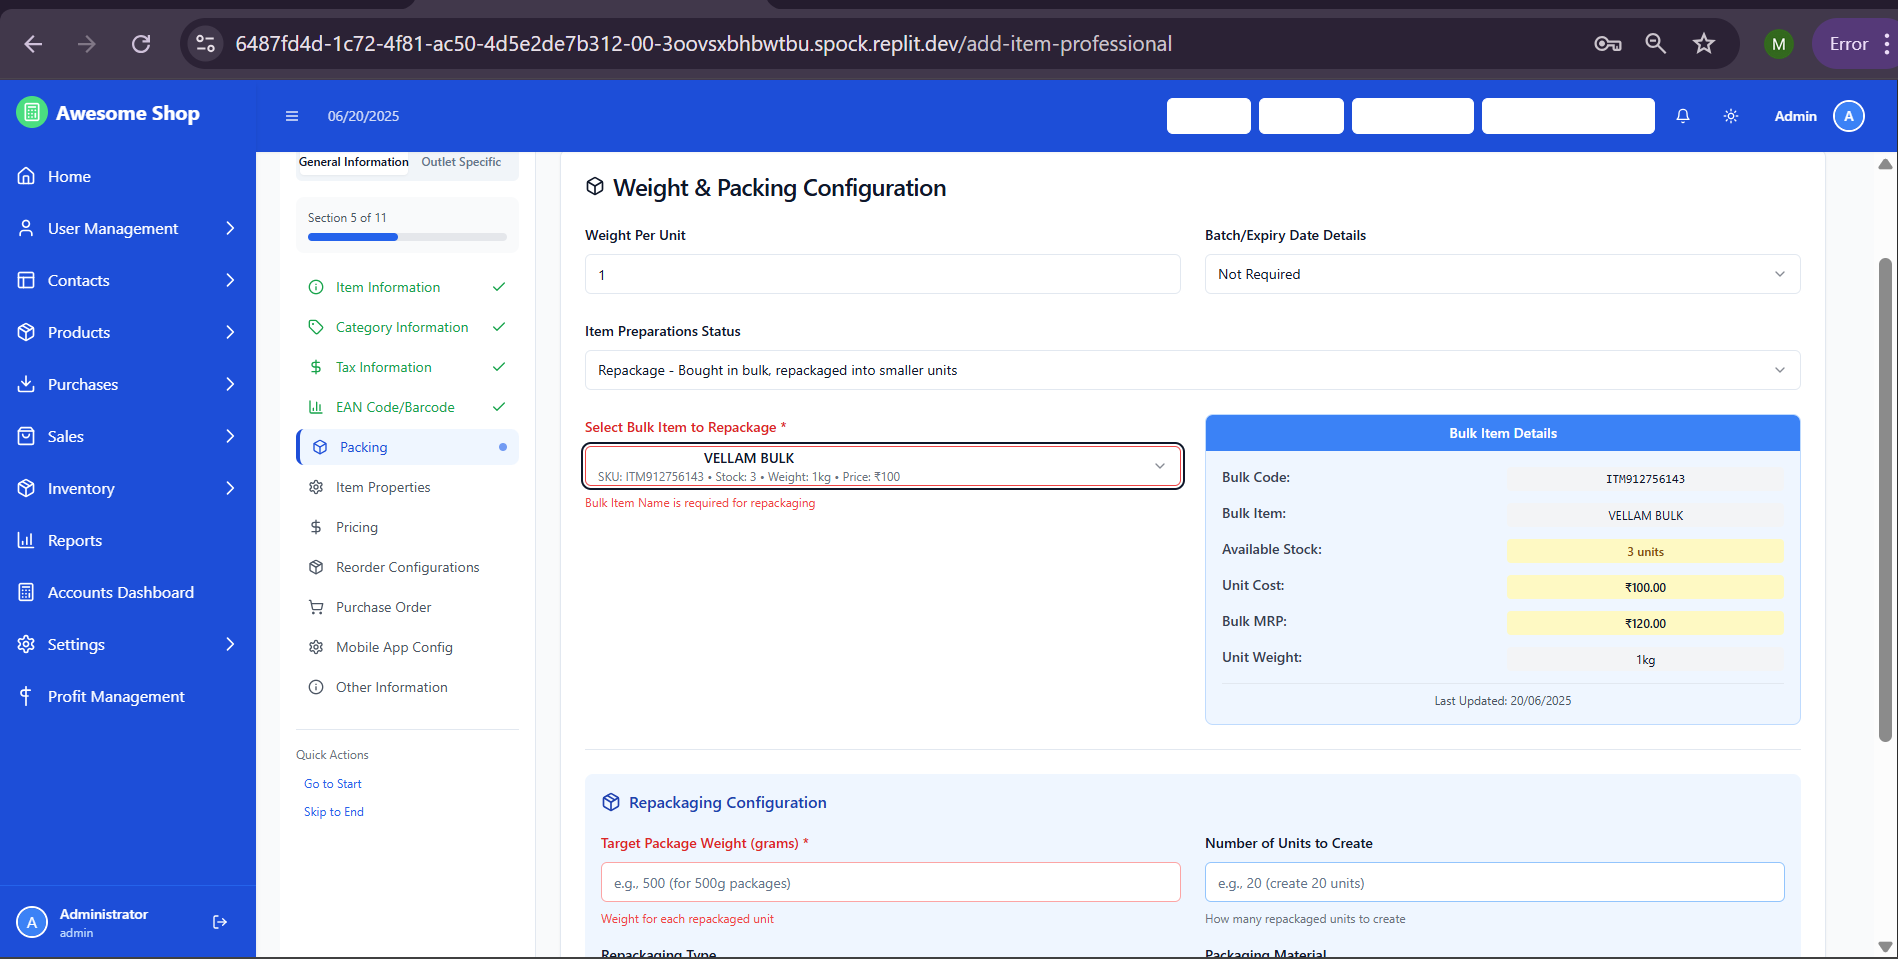 6487fd4d-1c72-4f81-ac50-4d5e2de7b312-00-3oovsxbhbwtbu.spock.replit.dev/add-item-professional
M
Error
Awesome Shop
06/20/2025
Admin
A
Home
User Management
Contacts
Products
Purchases
Sales
Inventory
Reports
Accounts Dashboard
Settings
Profit Management
A
Administrator
admin
General Information
Outlet Specific
Section 5 of 11
Item Information
Category Information
Tax Information
EAN Code/Barcode
Packing
Item Properties
Pricing
Reorder Configurations
Purchase Order
Mobile App Config
Other Information
Quick Actions
Go to Start
Skip to End
Weight & Packing Configuration
Weight Per Unit
1
Batch/Expiry Date Details
Not Required
Item Preparations Status
Repackage - Bought in bulk, repackaged into smaller units
Select Bulk Item to Repackage *
VELLAM BULK
SKU: ITM912756143 • Stock: 3 • Weight: 1kg • Price: ₹100
Bulk Item Name is required for repackaging
Bulk Item Details
Bulk Code: ITM912756143
Bulk Item: VELLAM BULK
Available Stock: 3 units
Unit Cost: ₹100.00
Bulk MRP: ₹120.00
Unit Weight: 1kg
Last Updated: 20/06/2025
Repackaging Configuration
Target Package Weight (grams) *
e.g., 500 (for 500g packages)
Weight for each repackaged unit
Number of Units to Create
e.g., 20 (create 20 units)
How many repackaged units to create
Repackaging Type
Packaging Material